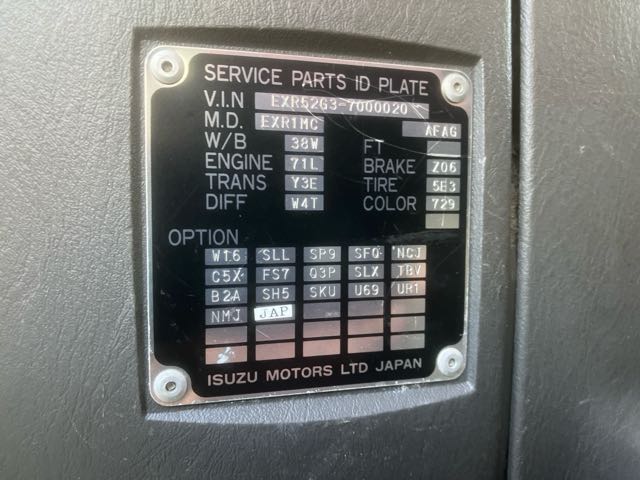 SERVICE PARTS ID PLATE
V.I.N EXR52G3-7000020
M.D. EXR1MC AFAG
W/B 38W FT
ENGINE 71L BRAKE Z06
TRANS Y3E TIRE 5E3
DIFF W4T COLOR 729
OPTION
W16 SLL SP9 SFQ NCJ
C5X FS7 Q3P SLX TBV
B2A SH5 SKU U69 UR1
NMJ JAP
ISUZU MOTORS LTD JAPAN